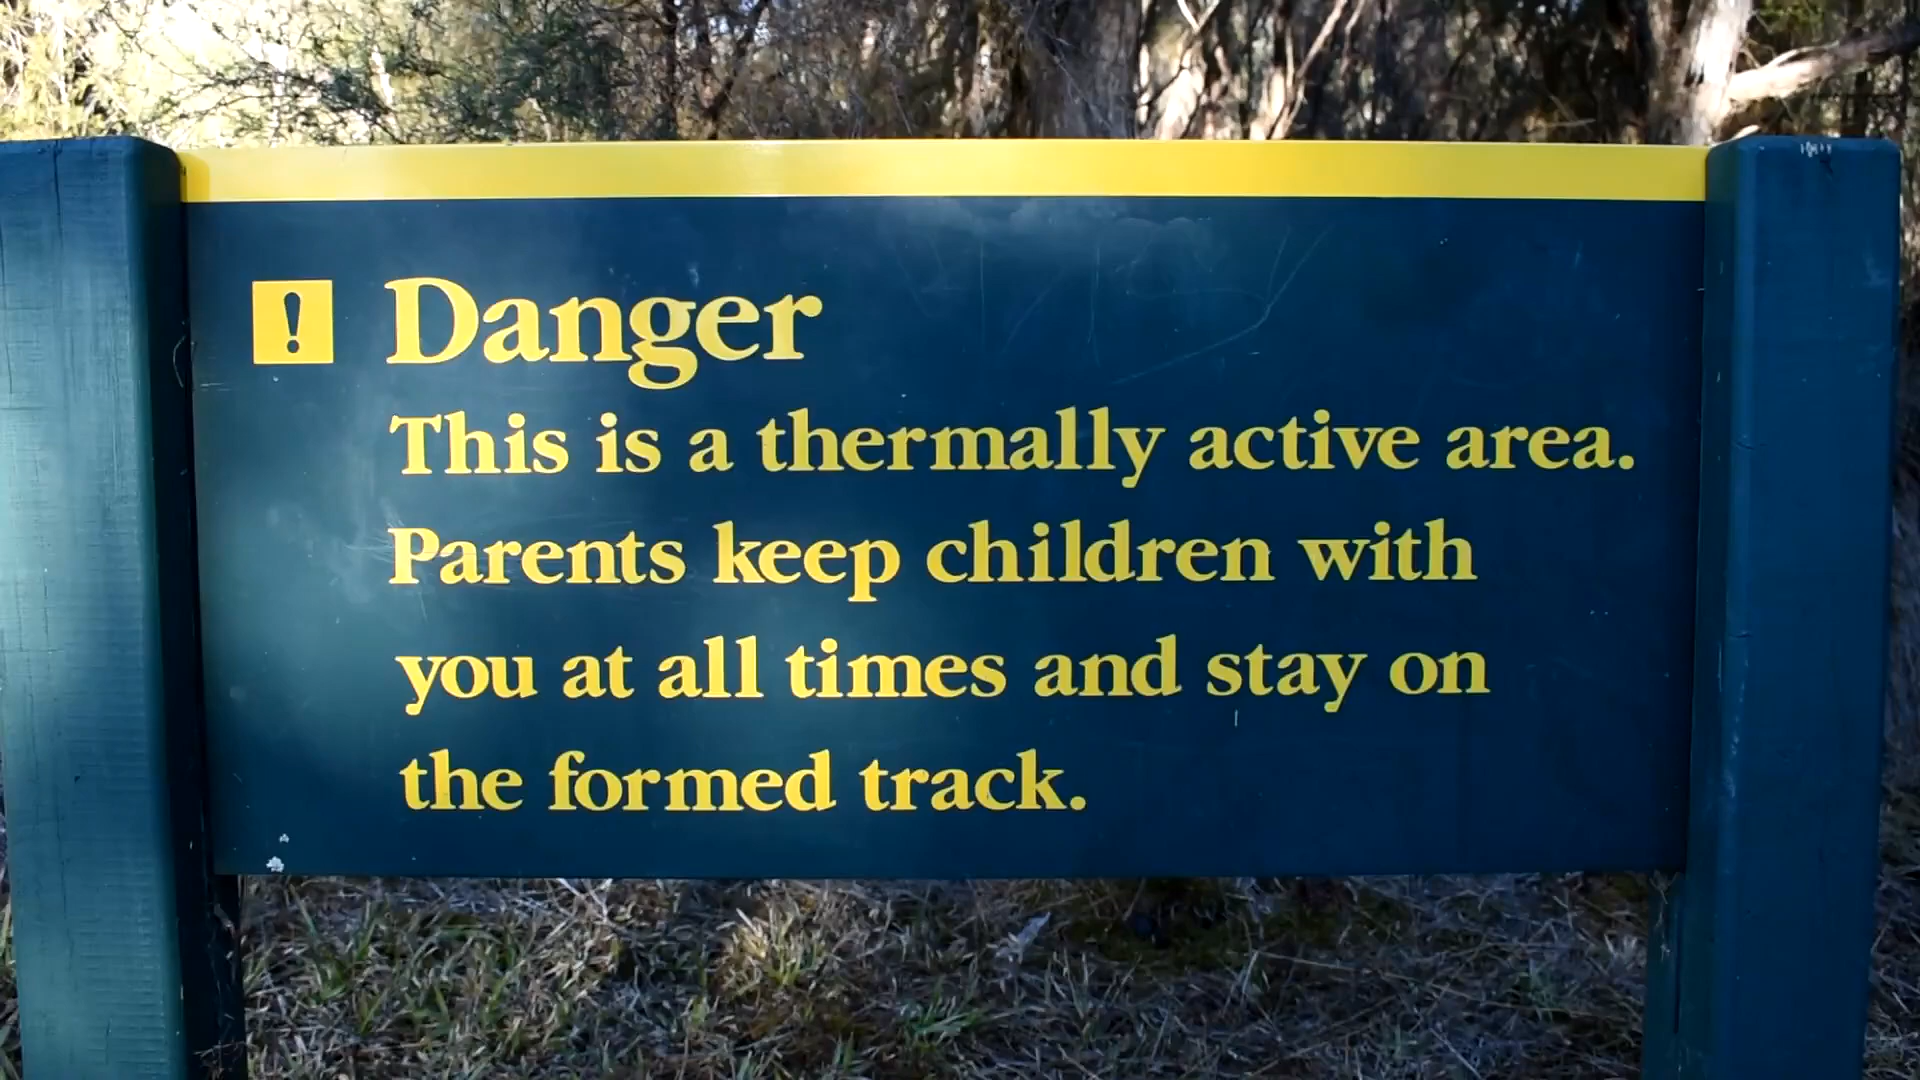 ! Danger
This is a thermally active area.
Parents keep children with
you at all times and stay on
the formed track.